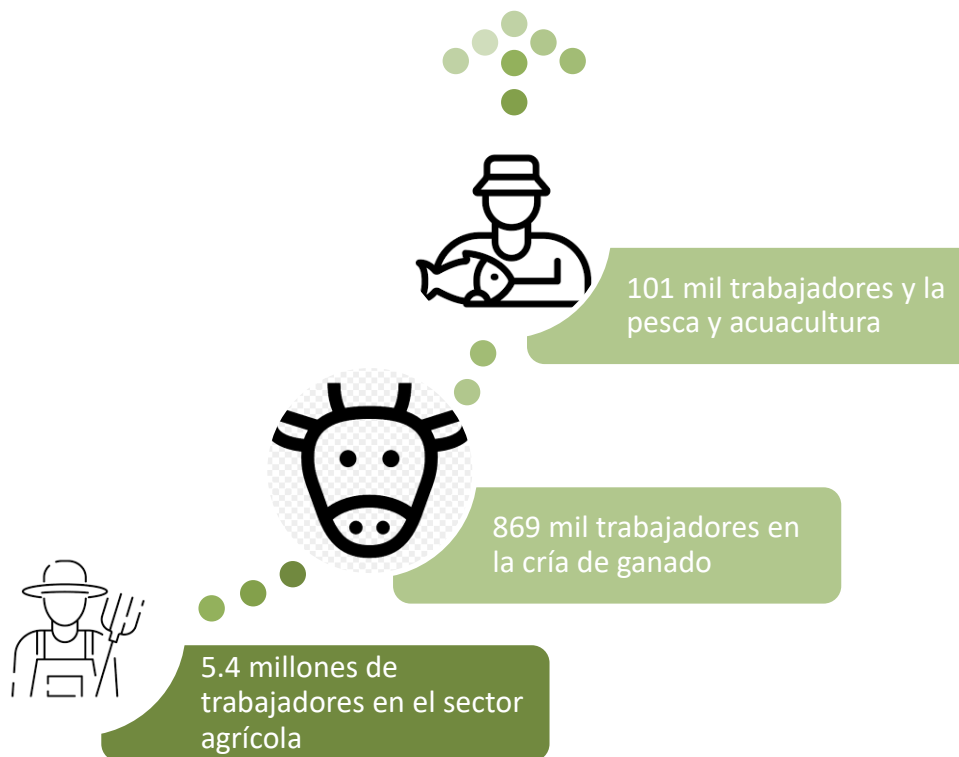 101 mil trabajadores y la
pesca y acuacultura
869 mil trabajadores en
la cría de ganado
5.4 millones de
trabajadores en el sector
agrícola